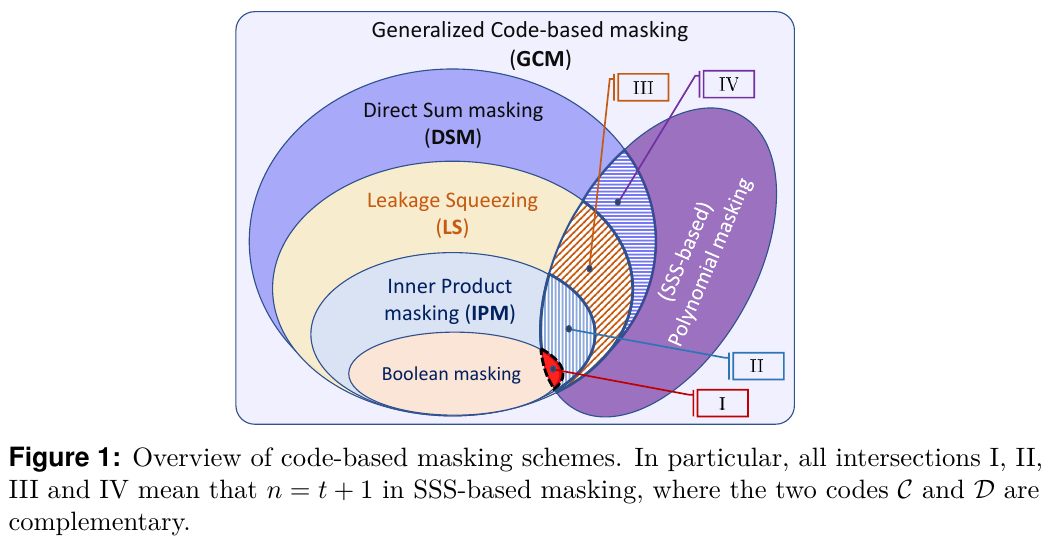 Generalized Code-based masking
(GCM)
III
IV
Direct Sum masking
(DSM)
Leakage Squeezing
(LS)
(SSS-based)
Polynomial masking
Inner Product
masking (IPM)
II
Boolean masking
I
Figure 1: Overview of code-based masking schemes. In particular, all intersections I, II,
III and IV mean that n = t + 1 in SSS-based masking, where the two codes 𝒞 and 𝒟 are
complementary.